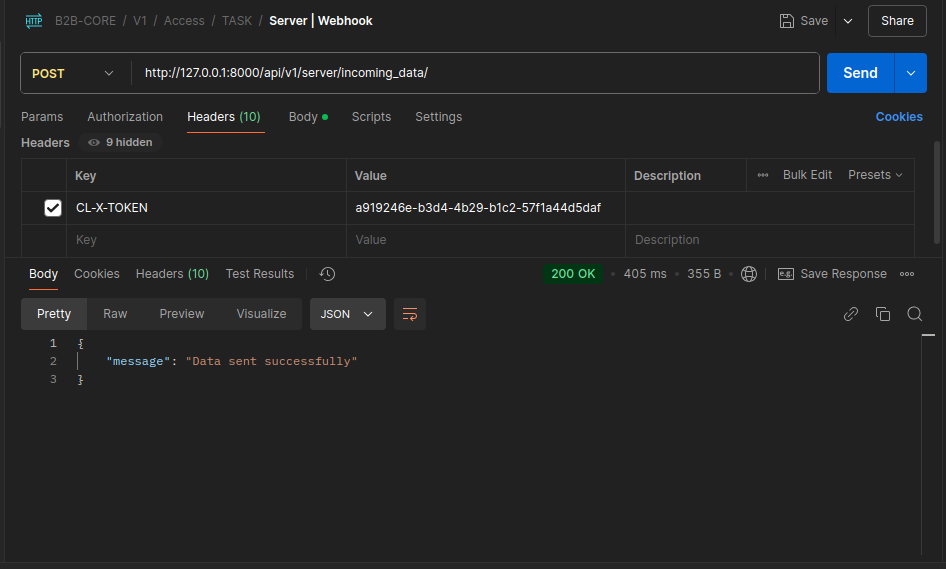 HTTP B2B-CORE / V1 / Access / TASK / Server | Webhook Save Share
POST http://127.0.0.1:8000/api/v1/server/incoming_data/ Send
Params Authorization Headers (10) Body Scripts Settings Cookies
Headers 9 hidden
Key Value Description Bulk Edit Presets
CL-X-TOKEN a919246e-b3d4-4b29-b1c2-57f1a44d5daf
Key Value Description
Body Cookies Headers (10) Test Results 200 OK 405 ms 355 B e.g. Save Response
Pretty Raw Preview Visualize JSON
1 {
2 "message": "Data sent successfully"
3 }